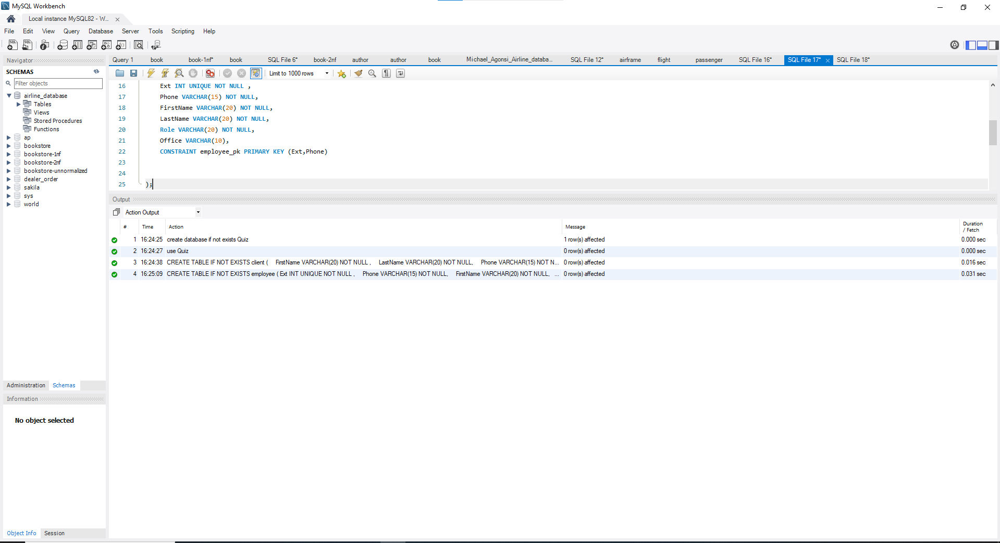 MySQL Workbench
Local instance MySQL82 - W...
File Edit View Query Database Server Tools Scripting Help
Navigator
SCHEMAS
Filter objects
airline_database
Tables
Views
Stored Procedures
Functions
ap
bookstore
bookstore-1nf
bookstore-2nf
bookstore-unnormalized
dealer_order
sakila
sys
world
Administration Schemas
Information
No object selected
Object Info Session
Query 1 book book-1nf* book SQL File 6* book-2nf author author book Michael_Agonsi_Airline_databa... SQL File 12* airframe flight passenger SQL File 16* SQL File 17* SQL File 18*
Limit to 1000 rows
16 Ext INT UNIQUE NOT NULL ,
17 Phone VARCHAR(15) NOT NULL,
18 FirstName VARCHAR(20) NOT NULL,
19 LastName VARCHAR(20) NOT NULL,
20 Role VARCHAR(20) NOT NULL,
21 Office VARCHAR(10),
22 CONSTRAINT employee_pk PRIMARY KEY (Ext,Phone)
23
24
25 );
Output
Action Output
# Time Action Message Duration / Fetch
1 16:24:25 create database if not exists Quiz 1 row(s) affected 0.000 sec
2 16:24:27 use Quiz 0 row(s) affected 0.000 sec
3 16:24:38 CREATE TABLE IF NOT EXISTS client ( FirstName VARCHAR(20) NOT NULL , LastName VARCHAR(20) NOT NULL, Phone VARCHAR(15) NOT N... 0 row(s) affected 0.016 sec
4 16:25:09 CREATE TABLE IF NOT EXISTS employee ( Ext INT UNIQUE NOT NULL , Phone VARCHAR(15) NOT NULL, FirstName VARCHAR(20) NOT NULL, ... 0 row(s) affected 0.031 sec